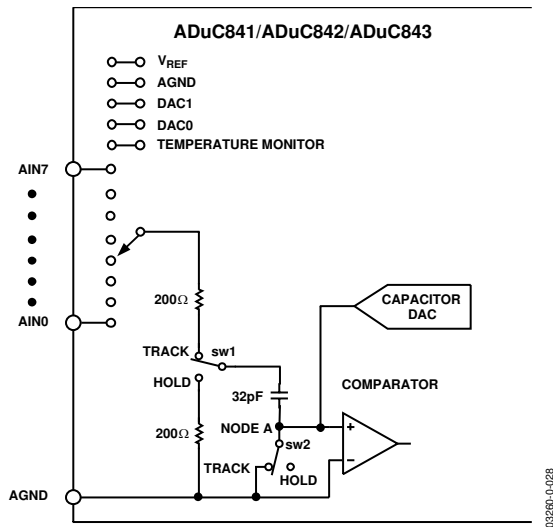 ADuC841/ADuC842/ADuC843
VREF
AGND
DAC1
DAC0
TEMPERATURE MONITOR
AIN7
AIN0
200Ω
CAPACITOR
DAC
TRACK
sw1
HOLD
32pF
COMPARATOR
200Ω
NODE A
+
sw2
TRACK
HOLD
–
AGND
03260-0-028